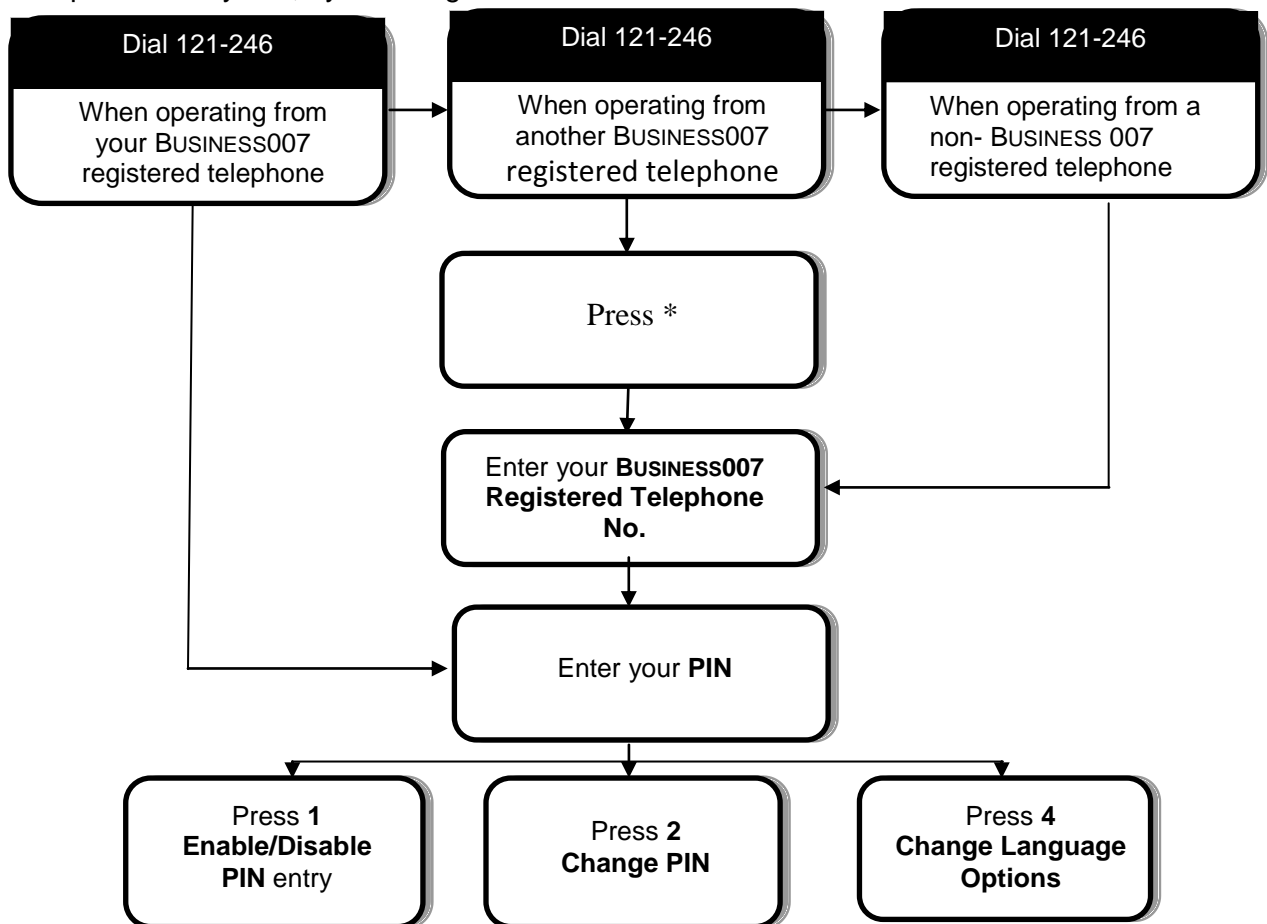 Dial 121-246
When operating from
your BUSINESS007
registered telephone
Dial 121-246
When operating from
another BUSINESS007
registered telephone
Dial 121-246
When operating from a
non- BUSINESS 007
registered telephone
Press *
Enter your BUSINESS007
Registered Telephone
No.
Enter your PIN
Press 1
Enable/Disable
PIN entry
Press 2
Change PIN
Press 4
Change Language
Options